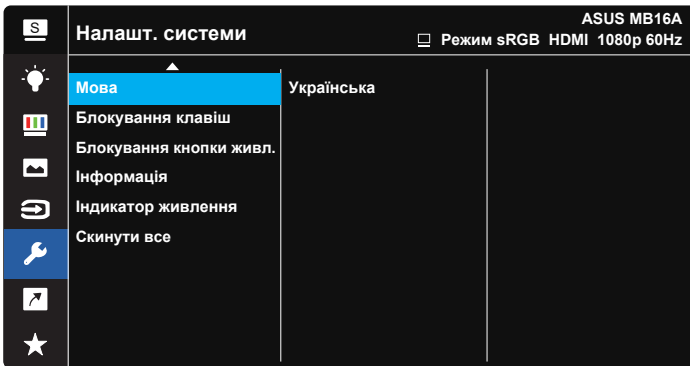 S
Налашт. системи
ASUS MB16A
Режим sRGB HDMI 1080p 60Hz
Мова
Українська
Блокування клавіш
Блокування кнопки живл.
Інформація
Індикатор живлення
Скинути все